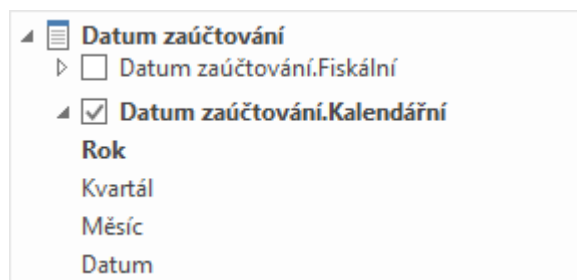 Datum zaúčtování
Datum zaúčtování.Fiskální
Datum zaúčtování.Kalendářní
Rok
Kvartál
Měsíc
Datum